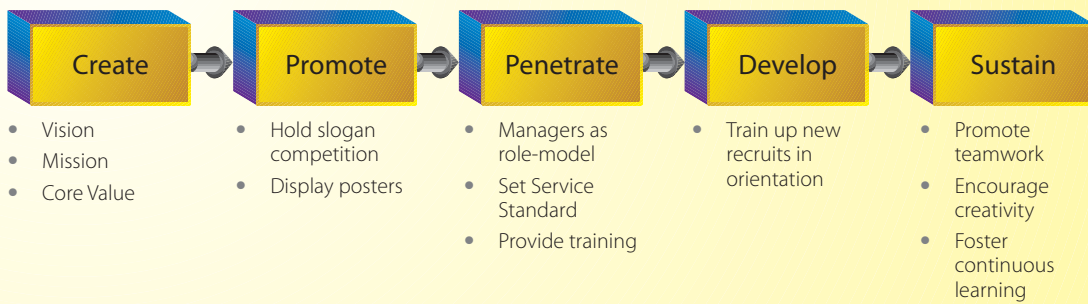 Create
Promote
Penetrate
Develop
Sustain
• Vision
• Mission
• Core Value
• Hold slogan
competition
• Display posters
• Managers as
role-model
• Set Service
Standard
• Provide training
• Train up new
recruits in
orientation
• Promote
teamwork
• Encourage
creativity
• Foster
continuous
learning